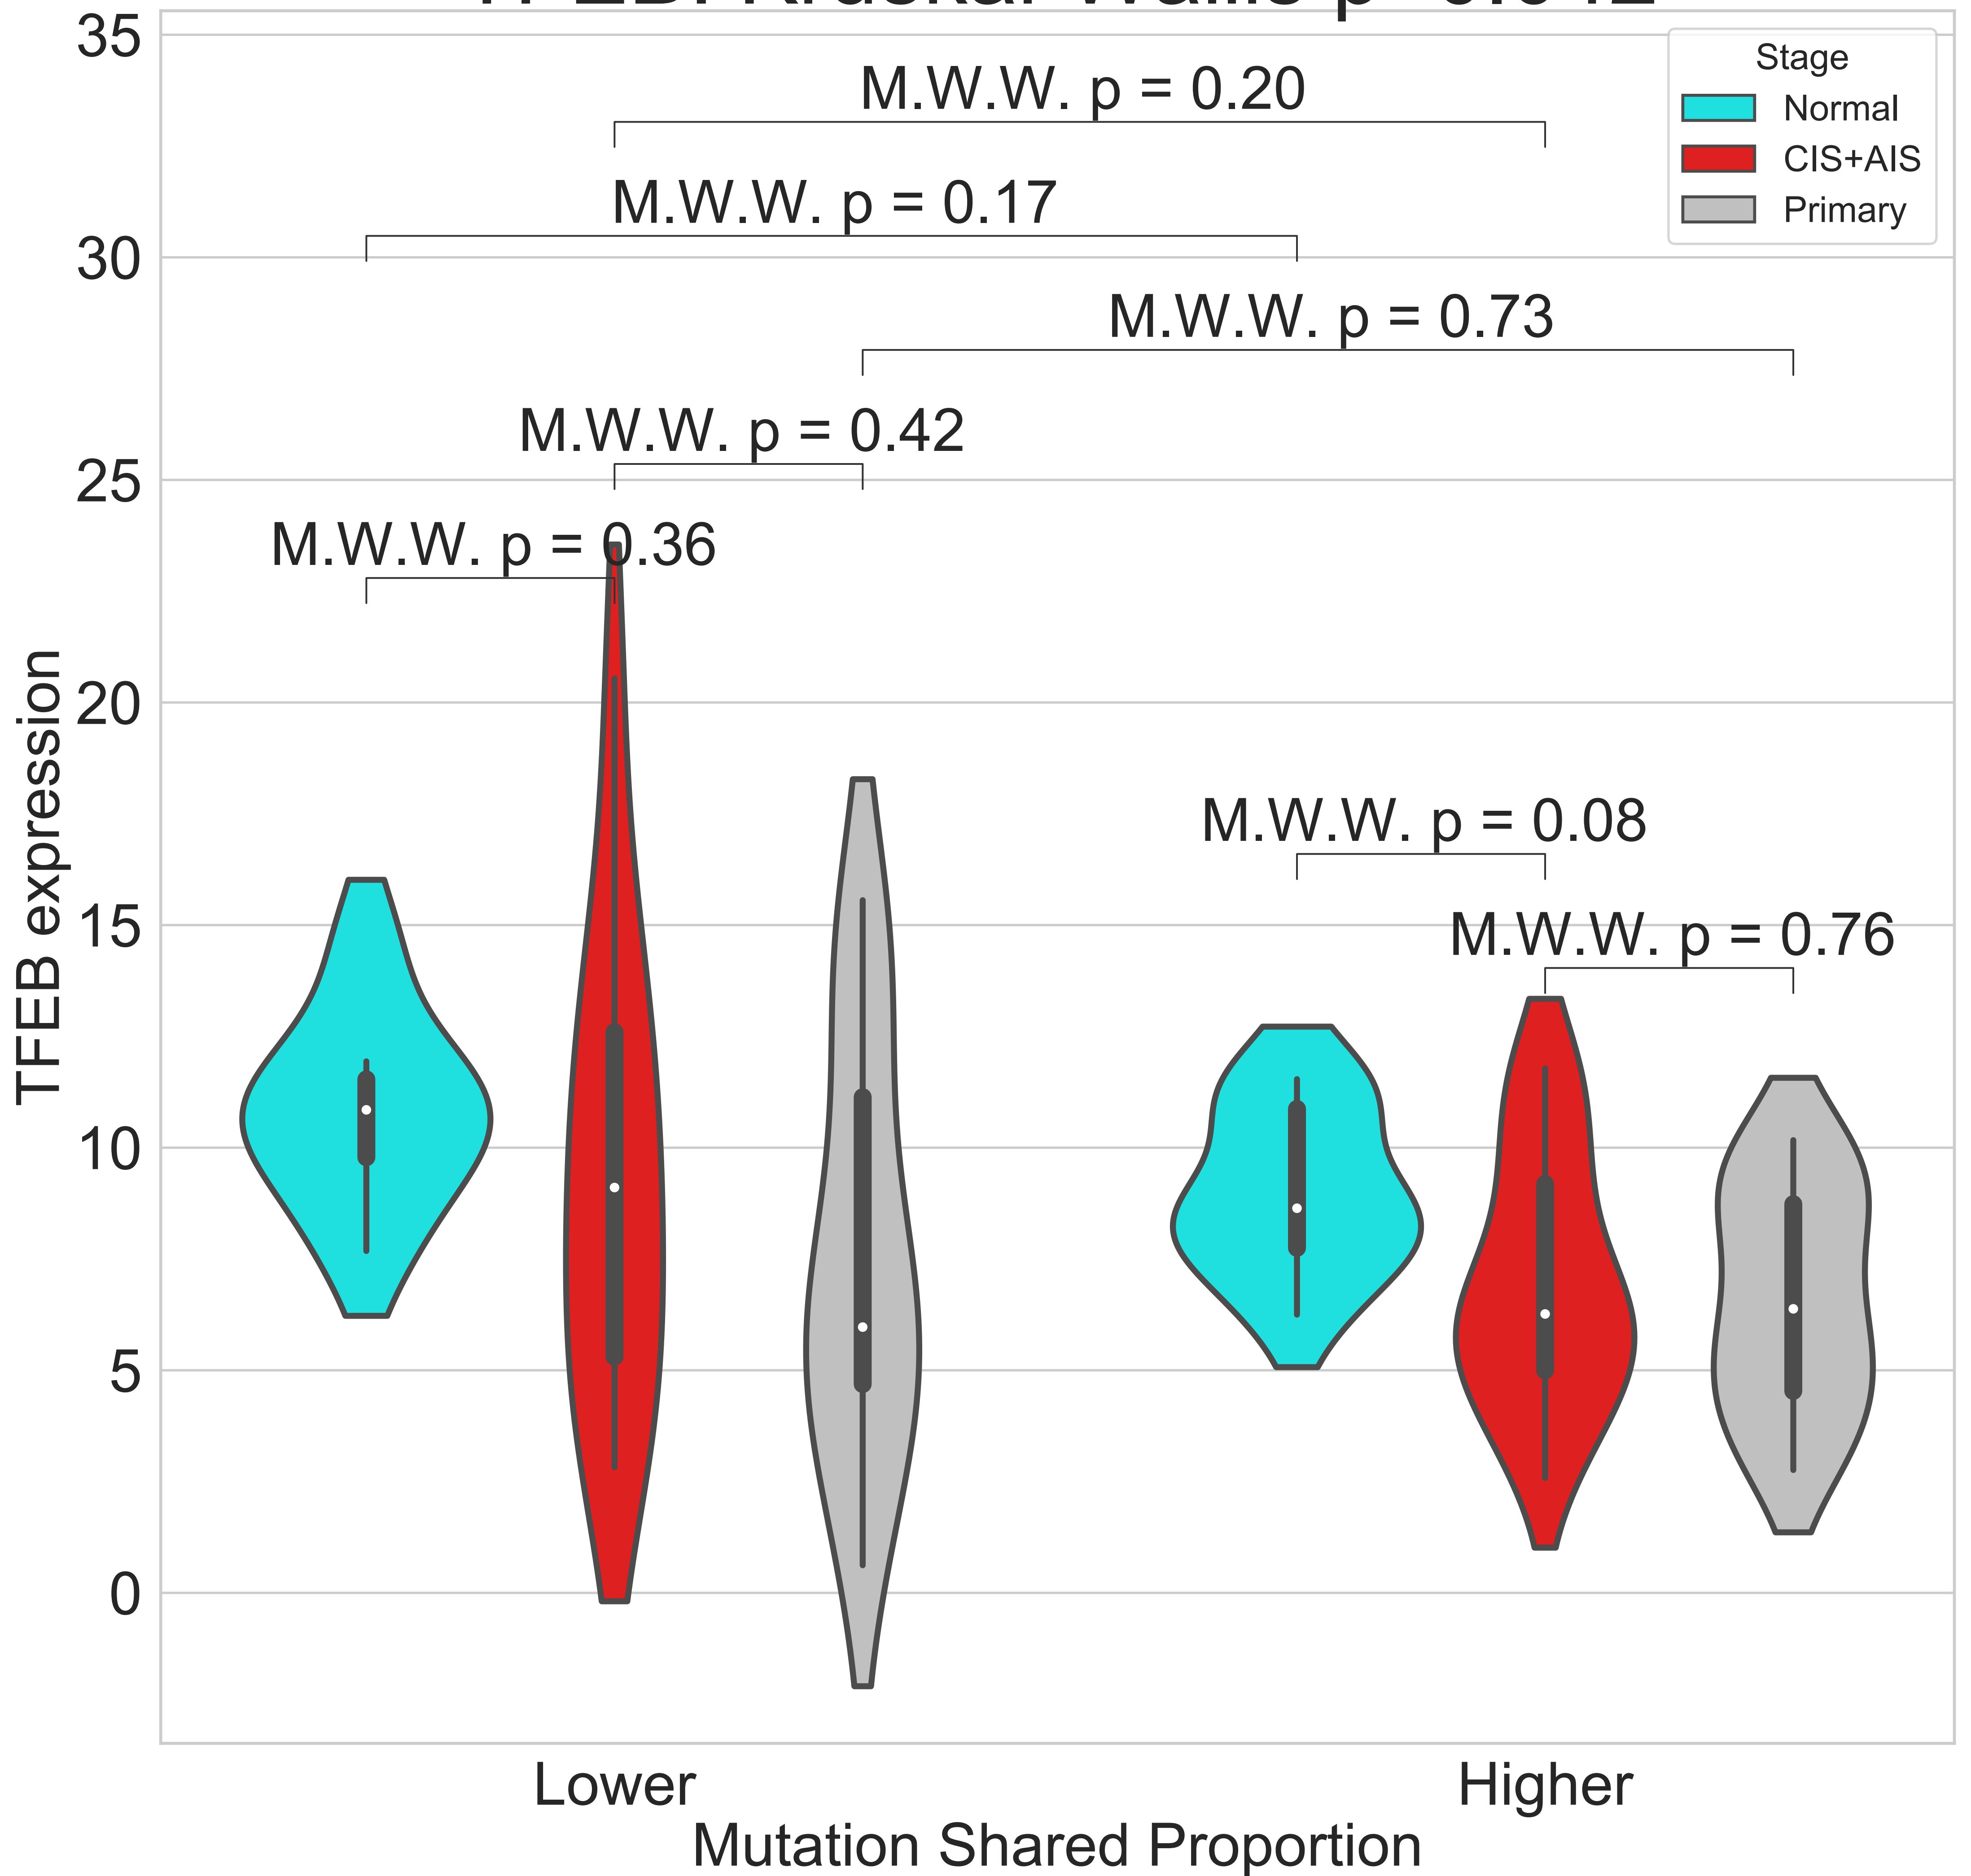 35
30
25
20
15
10
5
0
TFEB expression
Stage
Normal
CIS+AIS
Primary
M.W.W. p = 0.20
M.W.W. p = 0.17
M.W.W. p = 0.73
M.W.W. p = 0.42
M.W.W. p = 0.36
M.W.W. p = 0.08
M.W.W. p = 0.76
Lower
Higher
Mutation Shared Proportion